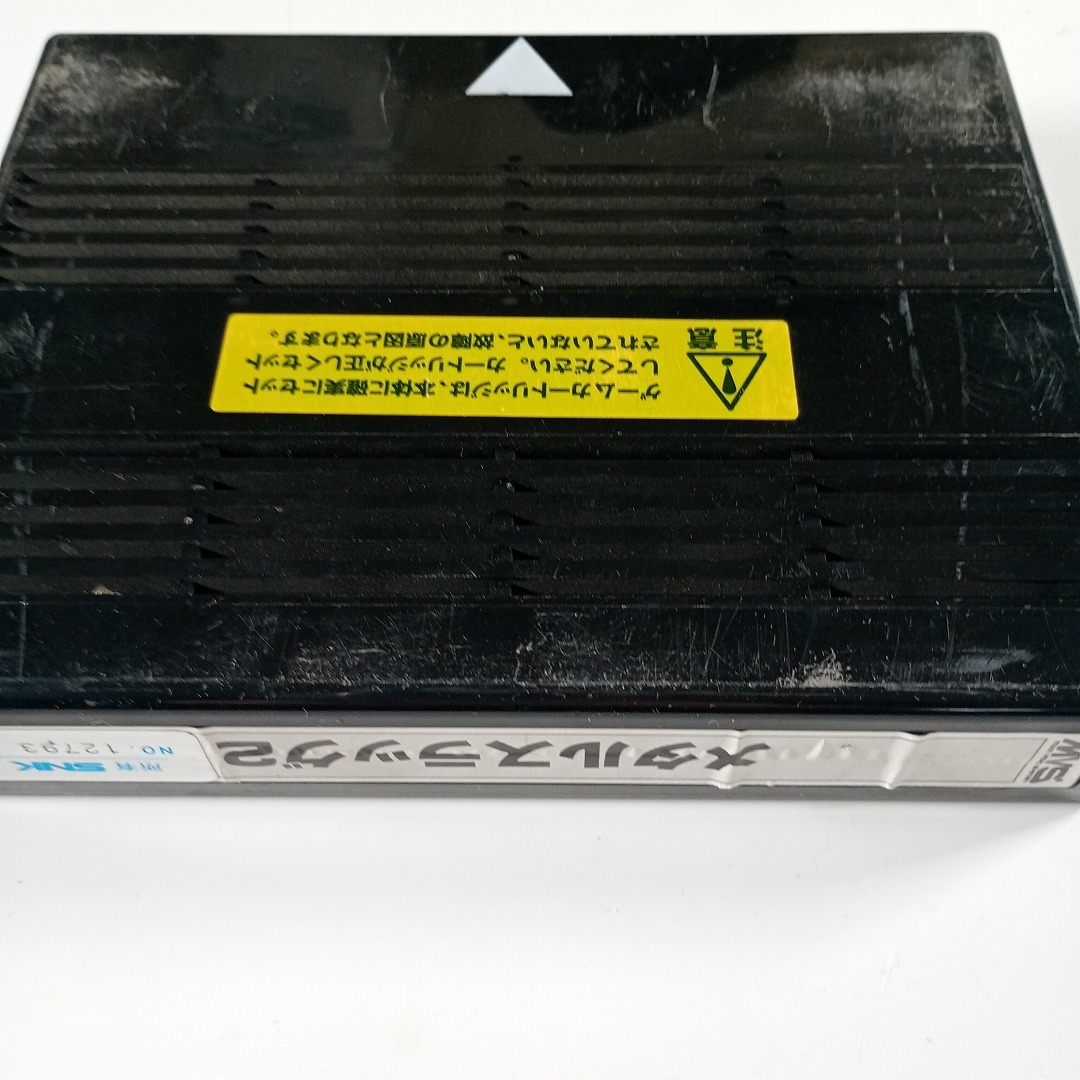 注意
ゲームカートリッジは、本体に確実にセット
してください。カートリッジが正しくセット
されていないと、故障の原因となります。
MVS
メタルスラッグ2
所有 SNK
NO. 12793